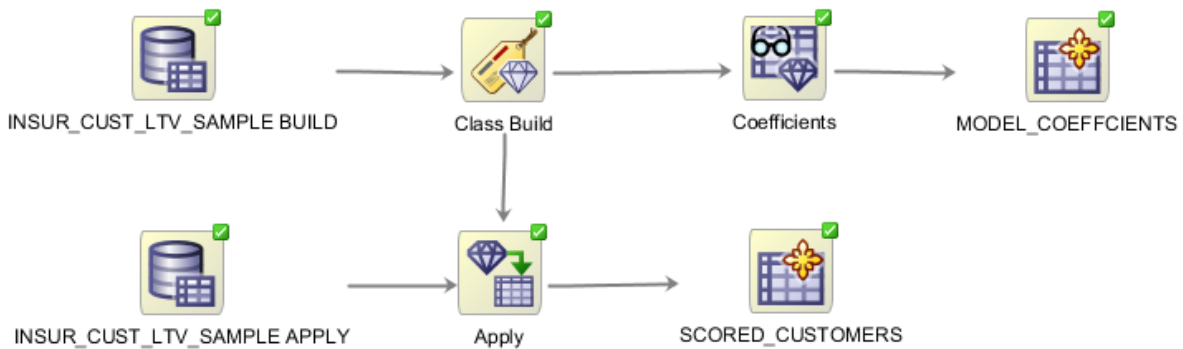 INSUR_CUST_LTV_SAMPLE BUILD
Class Build
Coefficients
MODEL_COEFFCIENTS
INSUR_CUST_LTV_SAMPLE APPLY
Apply
SCORED_CUSTOMERS